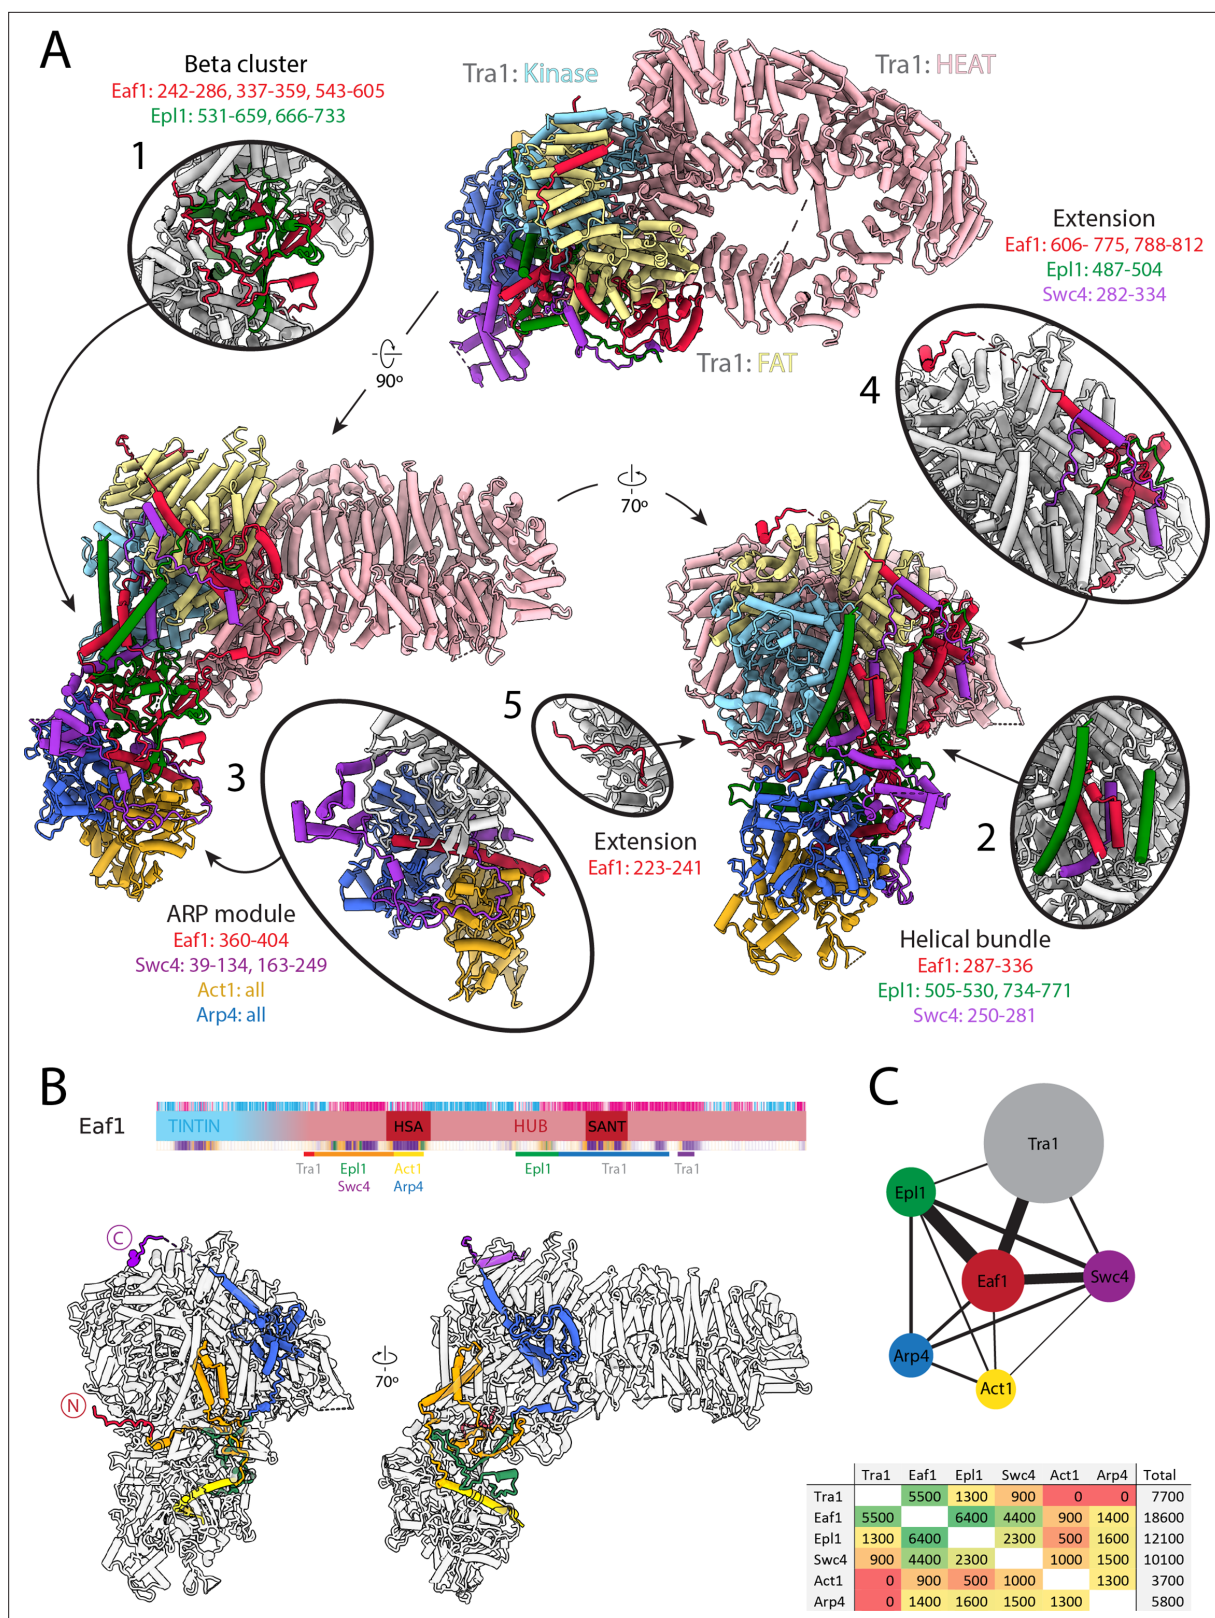 A
Beta cluster
Eaf1: 242-286, 337-359, 543-605
Epl1: 531-659, 666-733
1
Tra1: Kinase
Tra1: HEAT
Tra1: FAT
90º
Extension
Eaf1: 606- 775, 788-812
Epl1: 487-504
Swc4: 282-334
4
70º
5
Extension
Eaf1: 223-241
3
ARP module
Eaf1: 360-404
Swc4: 39-134, 163-249
Act1: all
Arp4: all
2
Helical bundle
Eaf1: 287-336
Epl1: 505-530, 734-771
Swc4: 250-281
B
Eaf1
TINTIN HSA HUB SANT
Tra1 Epl1 Act1 Epl1 Tra1 Tra1
Swc4 Arp4
C
N
70º
C
Tra1
Epl1
Eaf1
Swc4
Arp4
Act1
Tra1 Eaf1 Epl1 Swc4 Act1 Arp4 Total
Tra1 5500 1300 900 0 0 7700
Eaf1 5500 6400 4400 900 1400 18600
Epl1 1300 6400 2300 500 1600 12100
Swc4 900 4400 2300 1000 1500 10100
Act1 0 900 500 1000 1300 3700
Arp4 0 1400 1600 1500 1300 5800